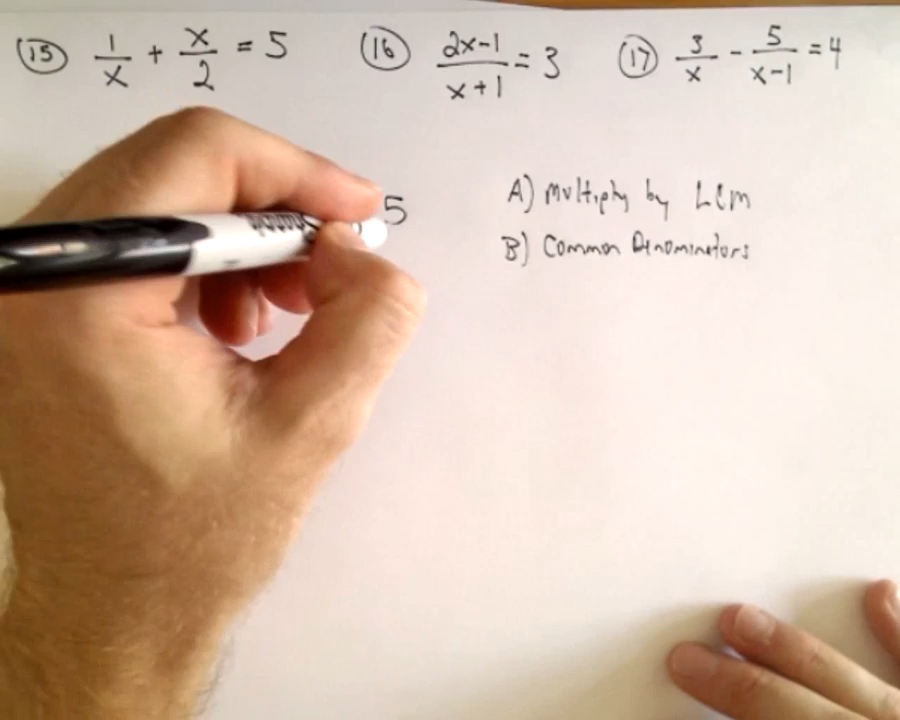 (15) 1/x + x/2 = 5 (16) (2x-1)/(x+1) = 3 (17) 3/x - 5/(x-1) = 4
5
A) Multiply by LCM
B) Common Denominators